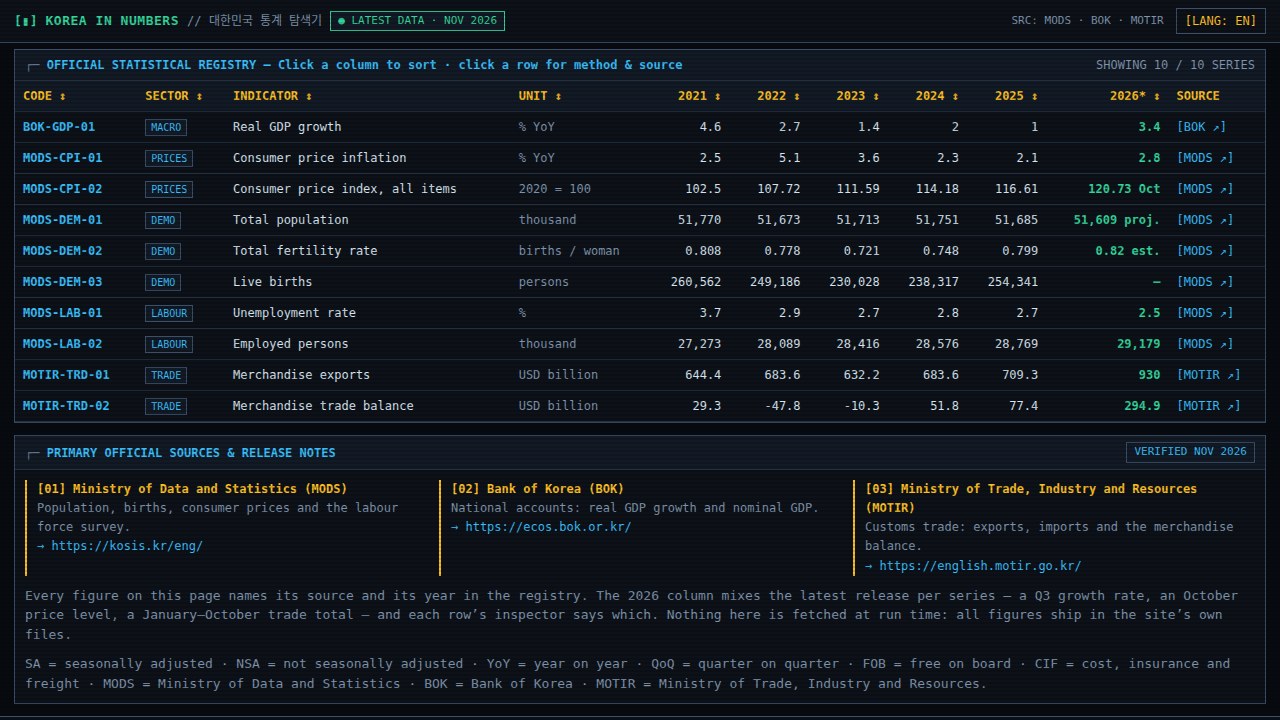 [▮] KOREA IN NUMBERS // 대한민국 통계 탐색기 ● LATEST DATA · NOV 2026 SRC: MODS · BOK · MOTIR [LANG: EN]
┌─ OFFICIAL STATISTICAL REGISTRY — Click a column to sort · click a row for method & source SHOWING 10 / 10 SERIES
CODE ↕ SECTOR ↕ INDICATOR ↕ UNIT ↕ 2021 ↕ 2022 ↕ 2023 ↕ 2024 ↕ 2025 ↕ 2026* ↕ SOURCE
BOK-GDP-01 MACRO Real GDP growth % YoY 4.6 2.7 1.4 2 1 3.4 [BOK ↗]
MODS-CPI-01 PRICES Consumer price inflation % YoY 2.5 5.1 3.6 2.3 2.1 2.8 [MODS ↗]
MODS-CPI-02 PRICES Consumer price index, all items 2020 = 100 102.5 107.72 111.59 114.18 116.61 120.73 Oct [MODS ↗]
MODS-DEM-01 DEMO Total population thousand 51,770 51,673 51,713 51,751 51,685 51,609 proj. [MODS ↗]
MODS-DEM-02 DEMO Total fertility rate births / woman 0.808 0.778 0.721 0.748 0.799 0.82 est. [MODS ↗]
MODS-DEM-03 DEMO Live births persons 260,562 249,186 230,028 238,317 254,341 — [MODS ↗]
MODS-LAB-01 LABOUR Unemployment rate % 3.7 2.9 2.7 2.8 2.7 2.5 [MODS ↗]
MODS-LAB-02 LABOUR Employed persons thousand 27,273 28,089 28,416 28,576 28,769 29,179 [MODS ↗]
MOTIR-TRD-01 TRADE Merchandise exports USD billion 644.4 683.6 632.2 683.6 709.3 930 [MOTIR ↗]
MOTIR-TRD-02 TRADE Merchandise trade balance USD billion 29.3 -47.8 -10.3 51.8 77.4 294.9 [MOTIR ↗]
┌─ PRIMARY OFFICIAL SOURCES & RELEASE NOTES VERIFIED NOV 2026
[01] Ministry of Data and Statistics (MODS)
Population, births, consumer prices and the labour
force survey.
→ https://kosis.kr/eng/
[02] Bank of Korea (BOK)
National accounts: real GDP growth and nominal GDP.
→ https://ecos.bok.or.kr/
[03] Ministry of Trade, Industry and Resources
(MOTIR)
Customs trade: exports, imports and the merchandise
balance.
→ https://english.motir.go.kr/
Every figure on this page names its source and its year in the registry. The 2026 column mixes the latest release per series — a Q3 growth rate, an October
price level, a January–October trade total — and each row’s inspector says which. Nothing here is fetched at run time: all figures ship in the site’s own
files.
SA = seasonally adjusted · NSA = not seasonally adjusted · YoY = year on year · QoQ = quarter on quarter · FOB = free on board · CIF = cost, insurance and
freight · MODS = Ministry of Data and Statistics · BOK = Bank of Korea · MOTIR = Ministry of Trade, Industry and Resources.